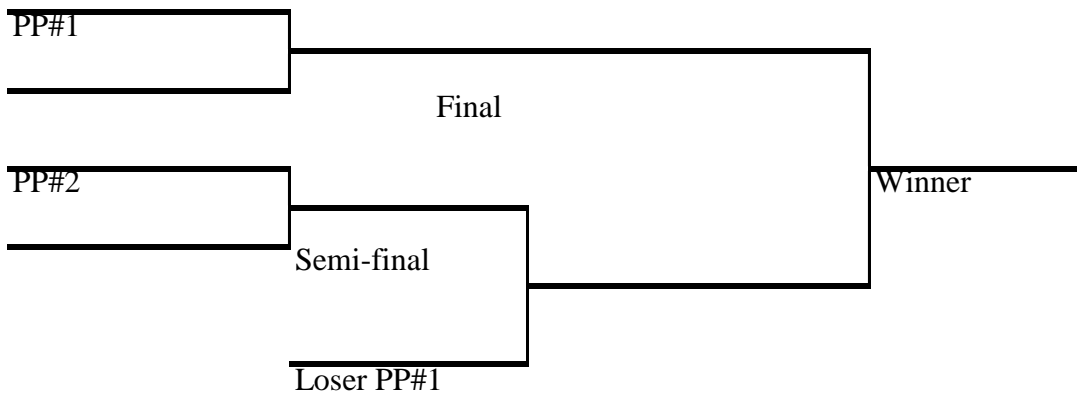 PP#1
Final
PP#2
Winner
Semi-final
Loser PP#1